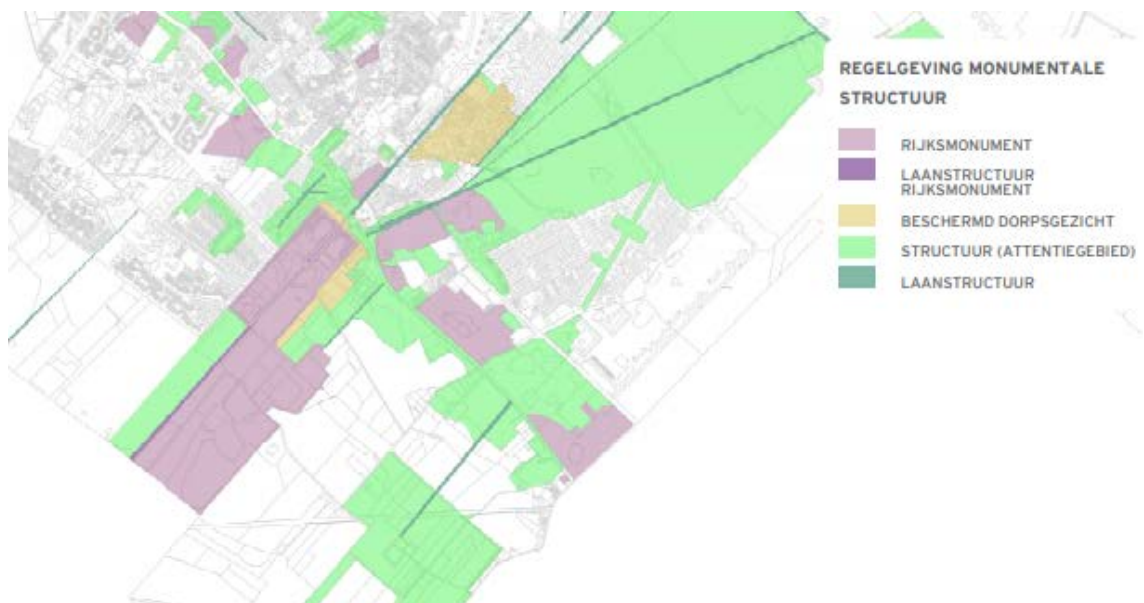 REGELGEVING MONUMENTALE
STRUCTUUR
RIJKSMONUMENT
LAANSTRUCTUUR
RIJKSMONUMENT
BESCHERMD DORPSGEZICHT
STRUCTUUR (ATTENTIEGEBIED)
LAANSTRUCTUUR